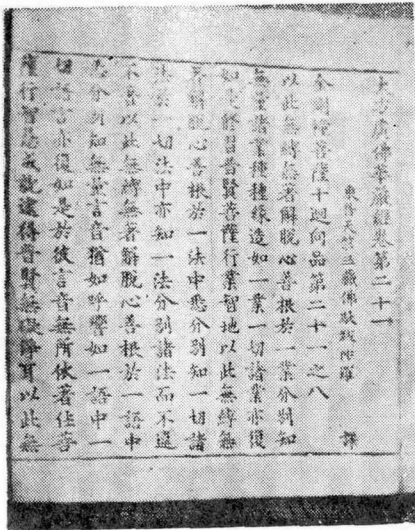 大方廣佛華嚴經卷第二十一
東晉天竺三藏佛馱跋陀羅 譯
金剛幢菩薩十迴向品第二十一之八
以此無縛無著解脫心善根於一業分別知
無量諸業種種緣造如一業一切諸業亦復
如是修習普賢菩薩行業智地以此無縛無
著解脫心善根於一法中悉分別知一切諸
法於一切法中亦知一法分別諸法而不違
不著以此無縛無著解脫心善根於一語中
悉分別知無量言音猶如呼響如一語中一
切語言亦復如是於彼言音無所依著住菩
薩行智慧成就逮得普賢無礙淨耳以此無